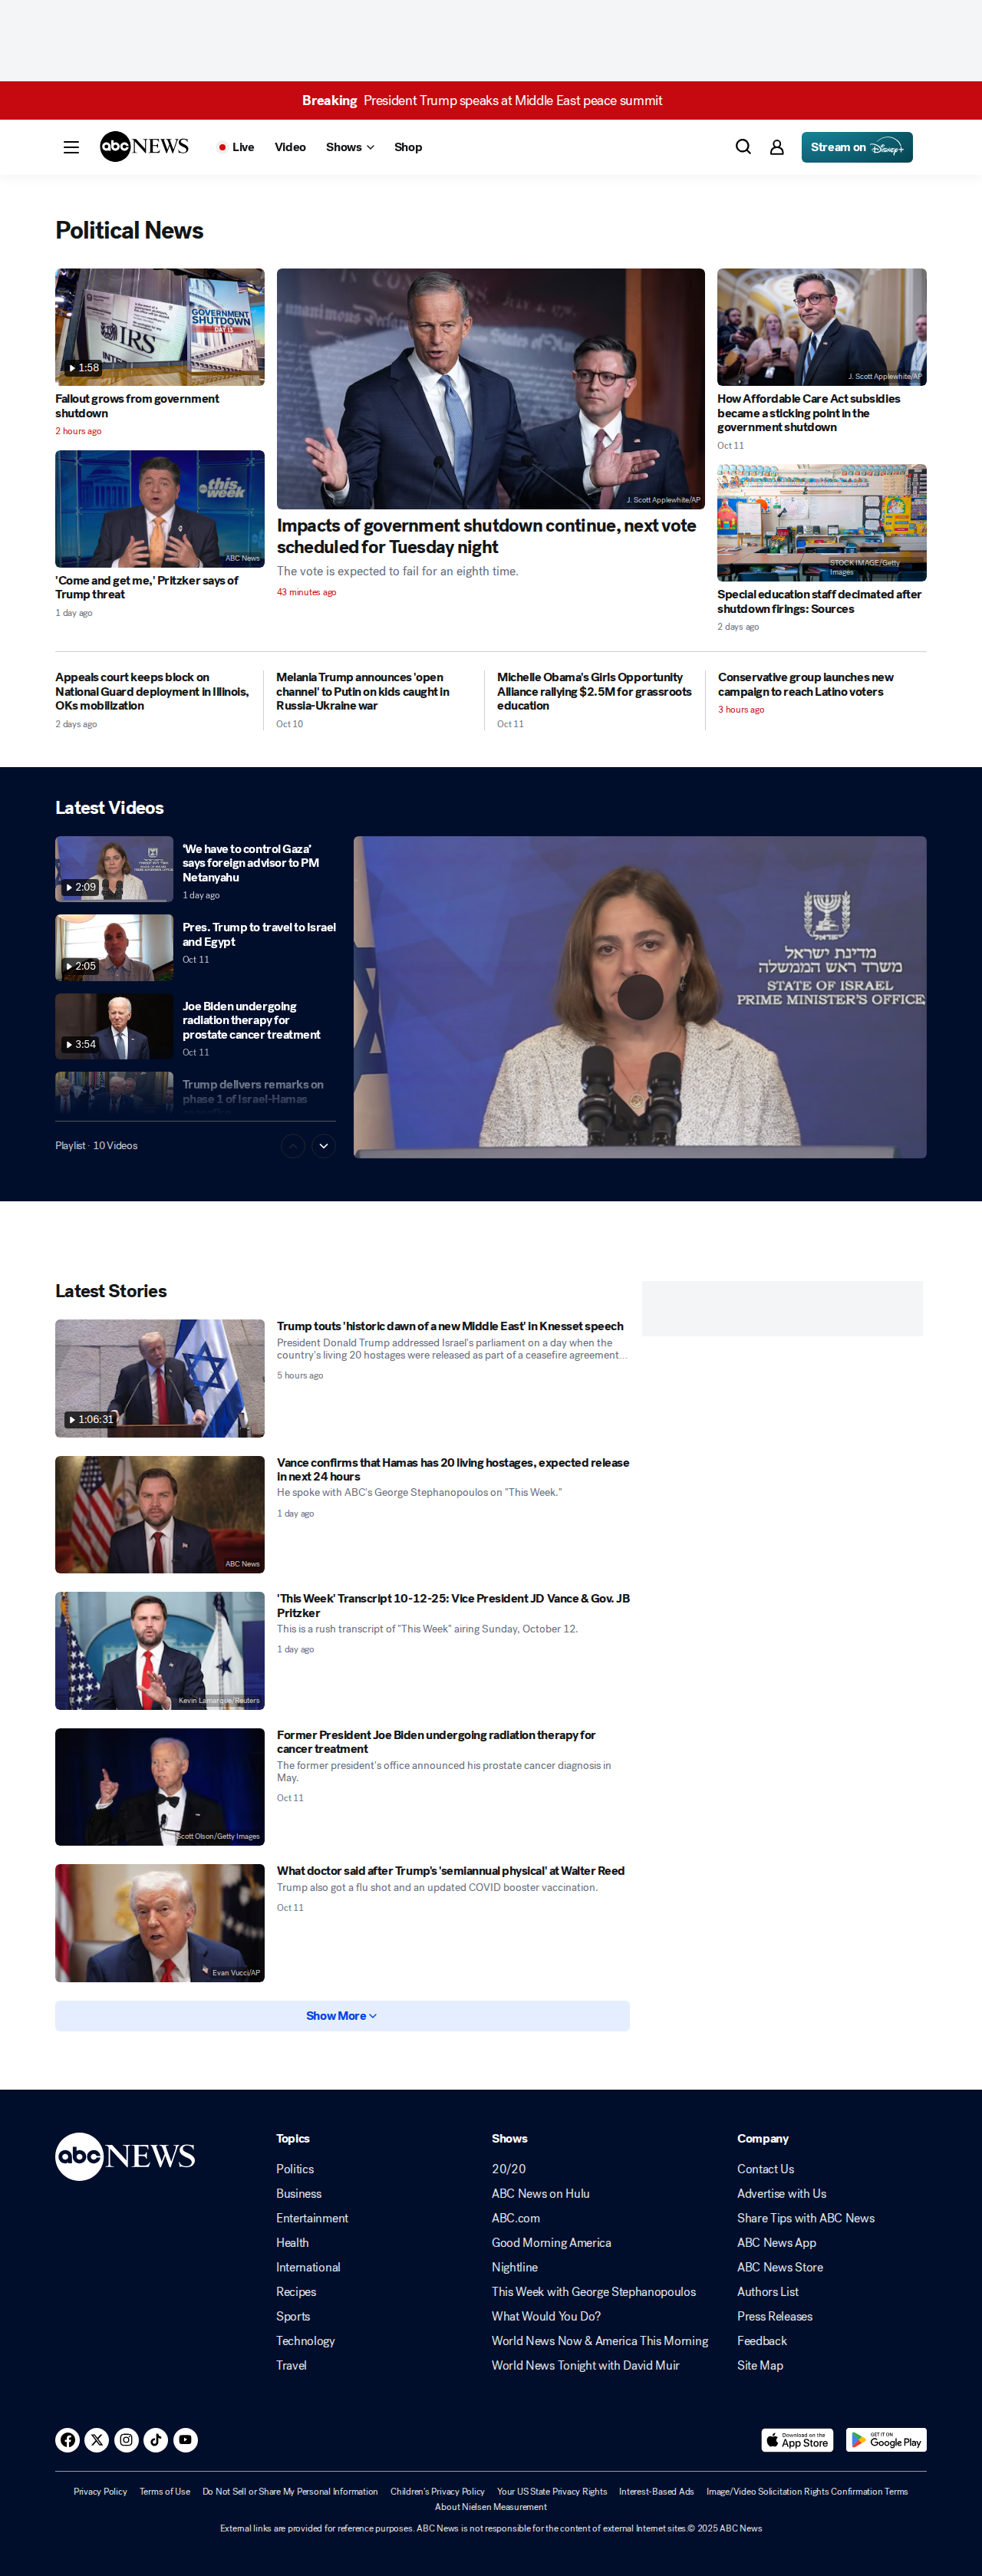 Breaking President Trump speaks at Middle East peace summit
abc NEWS
Live
Video
Shows
Shop
Stream on Disney+
Political News
IRS
GOVERNMENT
SHUTDOWN
1:58
Fallout grows from government
shutdown
2 hours ago
abc
this
week
ABC News
'Come and get me,' Pritzker says of
Trump threat
1 day ago
J. Scott Applewhite/AP
Impacts of government shutdown continue, next vote
scheduled for Tuesday night
The vote is expected to fail for an eighth time.
43 minutes ago
J. Scott Applewhite/AP
How Affordable Care Act subsidies
became a sticking point in the
government shutdown
Oct 11
STOCK IMAGE/Getty
Images
Special education staff decimated after
shutdown firings: Sources
2 days ago
Appeals court keeps block on
National Guard deployment in Illinois,
OKs mobilization
2 days ago
Melania Trump announces 'open
channel' to Putin on kids caught in
Russia-Ukraine war
Oct 10
Michelle Obama's Girls Opportunity
Alliance rallying $2.5M for grassroots
education
Oct 11
Conservative group launches new
campaign to reach Latino voters
3 hours ago
Latest Videos
2:09
‘We have to control Gaza’
says foreign advisor to PM
Netanyahu
1 day ago
2:05
Pres. Trump to travel to Israel
and Egypt
Oct 11
3:54
Joe Biden undergoing
radiation therapy for
prostate cancer treatment
Oct 11
Trump delivers remarks on
phase 1 of Israel-Hamas
Playlist · 10 Videos
מדינת ישראל
משרד ראש הממשלה
STATE OF ISRAEL
PRIME MINISTER'S OFFICE
Latest Stories
1:06:31
Trump touts 'historic dawn of a new Middle East' in Knesset speech
President Donald Trump addressed Israel's parliament on a day when the
country's living 20 hostages were released as part of a ceasefire agreement...
5 hours ago
ABC News
Vance confirms that Hamas has 20 living hostages, expected release
in next 24 hours
He spoke with ABC's George Stephanopoulos on "This Week."
1 day ago
Kevin Lamarque/Reuters
'This Week' Transcript 10-12-25: Vice President JD Vance & Gov. JB
Pritzker
This is a rush transcript of "This Week" airing Sunday, October 12.
1 day ago
Scott Olson/Getty Images
Former President Joe Biden undergoing radiation therapy for
cancer treatment
The former president's office announced his prostate cancer diagnosis in
May.
Oct 11
Evan Vucci/AP
What doctor said after Trump's 'semiannual physical' at Walter Reed
Trump also got a flu shot and an updated COVID booster vaccination.
Oct 11
Show More
abc NEWS
Topics
Politics
Business
Entertainment
Health
International
Recipes
Sports
Technology
Travel
Shows
20/20
ABC News on Hulu
ABC.com
Good Morning America
Nightline
This Week with George Stephanopoulos
What Would You Do?
World News Now & America This Morning
World News Tonight with David Muir
Company
Contact Us
Advertise with Us
Share Tips with ABC News
ABC News App
ABC News Store
Authors List
Press Releases
Feedback
Site Map
Download on the
App Store
GET IT ON
Google Play
Privacy Policy
Terms of Use
Do Not Sell or Share My Personal Information
Children's Privacy Policy
Your US State Privacy Rights
Interest-Based Ads
Image/Video Solicitation Rights Confirmation Terms
About Nielsen Measurement
External links are provided for reference purposes. ABC News is not responsible for the content of external Internet sites.© 2025 ABC News